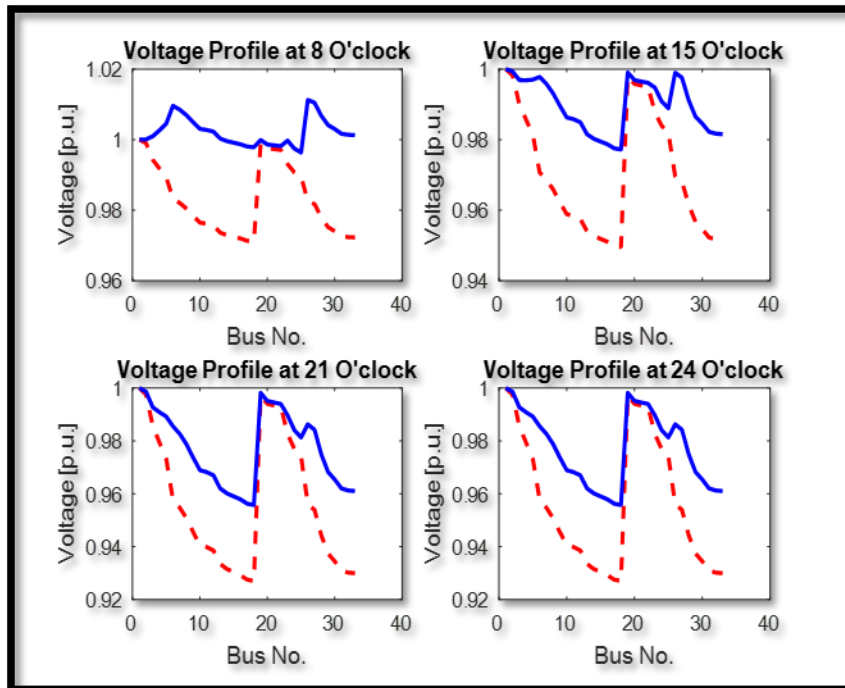 Voltage Profile at 8 O'clock
1.02
1
0.98
0.96
Voltage [p.u.]
0 10 20 30 40
Bus No.
Voltage Profile at 15 O'clock
1
0.98
0.96
0.94
Voltage [p.u.]
0 10 20 30 40
Bus No.
Voltage Profile at 21 O'clock
1
0.98
0.96
0.94
0.92
Voltage [p.u.]
0 10 20 30 40
Bus No.
Voltage Profile at 24 O'clock
1
0.98
0.96
0.94
0.92
Voltage [p.u.]
0 10 20 30 40
Bus No.